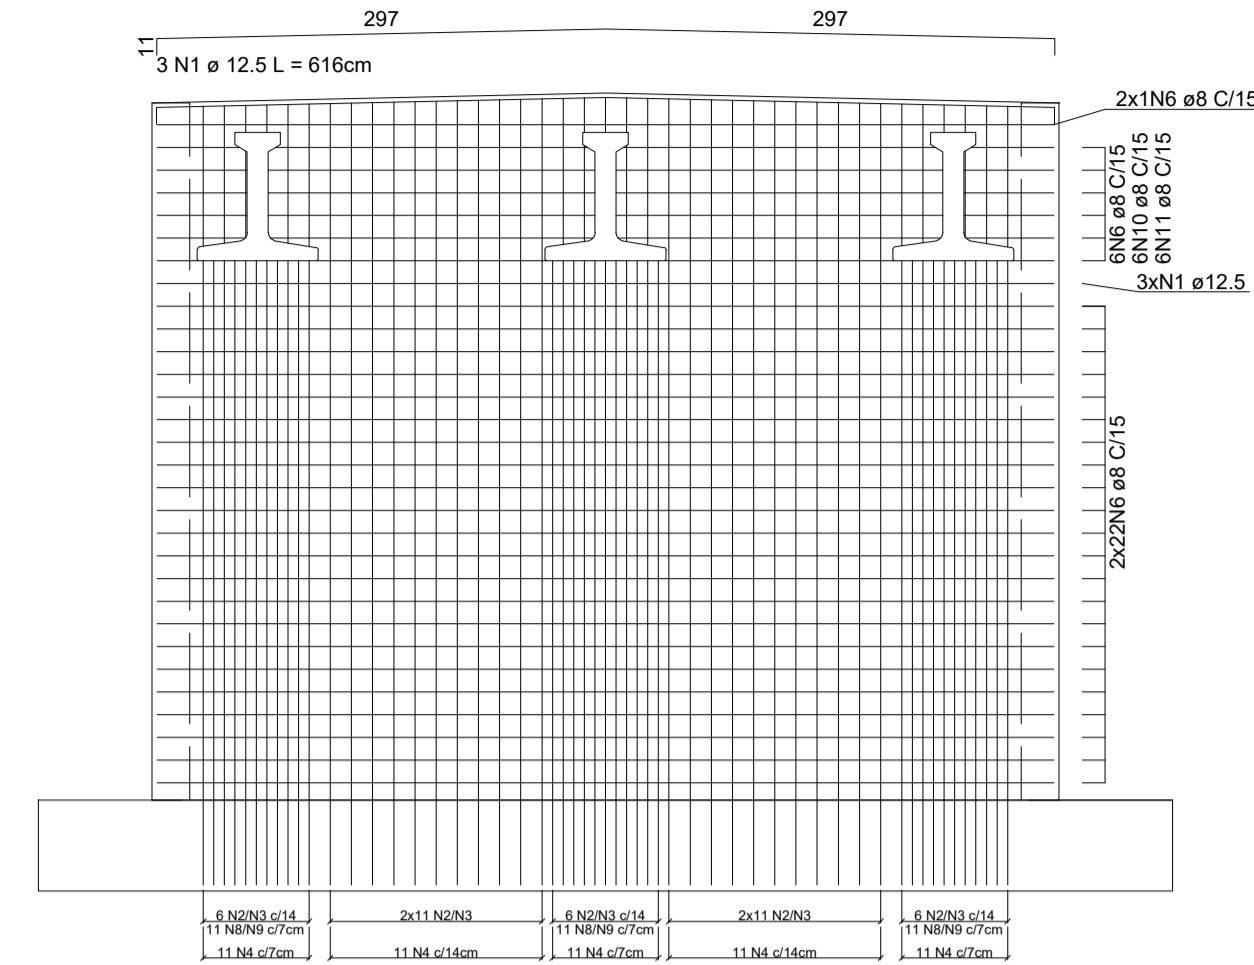 297
297
11
3 N1 ø 12.5 L = 616cm
2x1N6 ø8 C/15
6N6 ø8 C/15
6N10 ø8 C/15
6N11 ø8 C/15
3xN1 ø12.5
2x22N6 ø8 C/15
6 N2/N3 c/14
2x11 N2/N3
6 N2/N3 c/14
2x11 N2/N3
6 N2/N3 c/14
11 N8/N9 c/7cm
11 N8/N9 c/7cm
11 N8/N9 c/7cm
11 N4 c/7cm
11 N4 c/14cm
11 N4 c/7cm
11 N4 c/14cm
11 N4 c/7cm